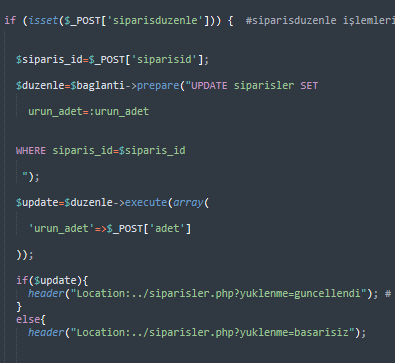 if (isset($_POST['siparisduzenle'])) { #siparisduzenle işlemleri
$siparis_id=$_POST['siparisid'];
$duzenle=$baglanti->prepare("UPDATE siparisler SET
urun_adet=:urun_adet
WHERE siparis_id=$siparis_id
");
$update=$duzenle->execute(array(
'urun_adet'=>$_POST['adet']
));
if($update){
header("Location:../siparisler.php?yuklenme=guncellendi"); #
}
else{
header("Location:../siparisler.php?yuklenme=basarisiz");